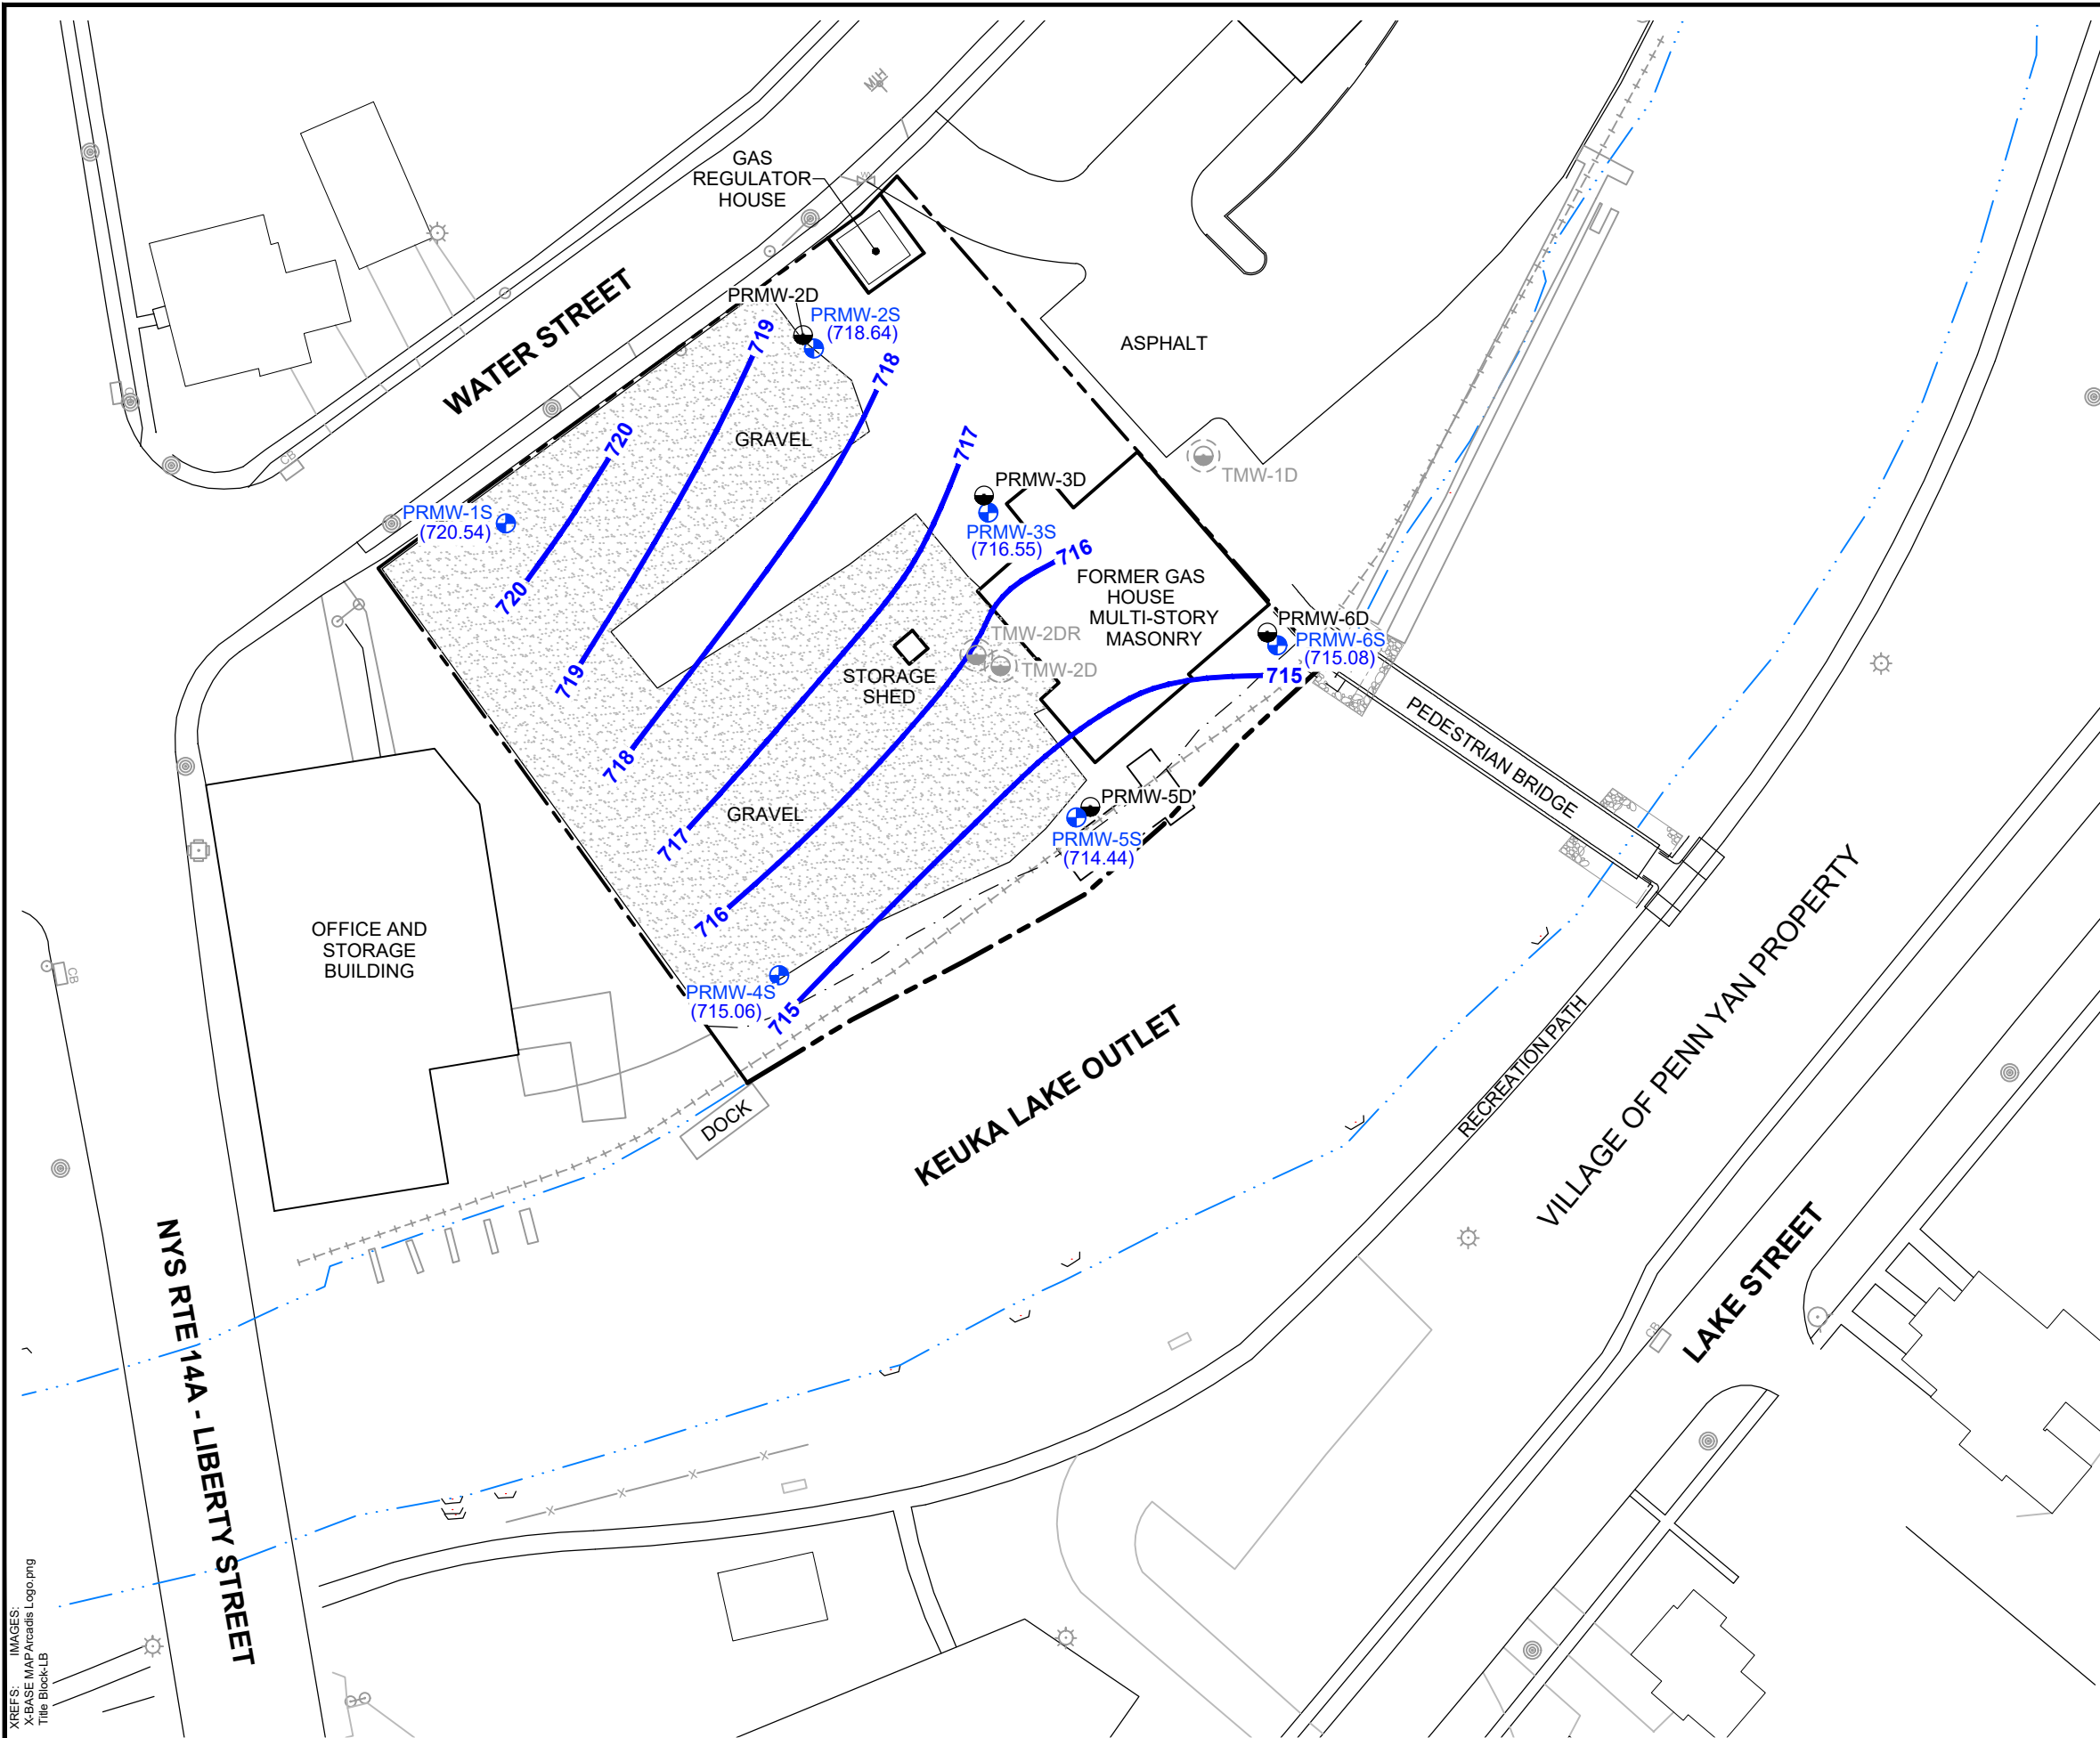 GAS
REGULATOR
HOUSE
WATER STREET
PRMW-2D
PRMW-2S
(718.64)
ASPHALT
719
718
720
GRAVEL
717
PRMW-3D
TMW-1D
PRMW-1S
(720.54)
PRMW-3S
(716.55)
716
720
FORMER GAS
HOUSE
MULTI-STORY
MASONRY
PRMW-6D
PRMW-6S
(715.08)
TMW-2DR
TMW-2D
STORAGE
SHED
715
719
718
PEDESTRIAN BRIDGE
GRAVEL
717
PRMW-5D
PRMW-5S
(714.44)
716
OFFICE AND
STORAGE
BUILDING
PRMW-4S
(715.06)
715
CB
CB
CB
CB
MH
W
DOCK
KEUKA LAKE OUTLET
RECREATION PATH
VILLAGE OF PENN YAN PROPERTY
LAKE STREET
NYS RTE 14A - LIBERTY STREET
XREFS: IMAGES:
X-BASE MAP Arcadis Logo.png
Title Block-LB